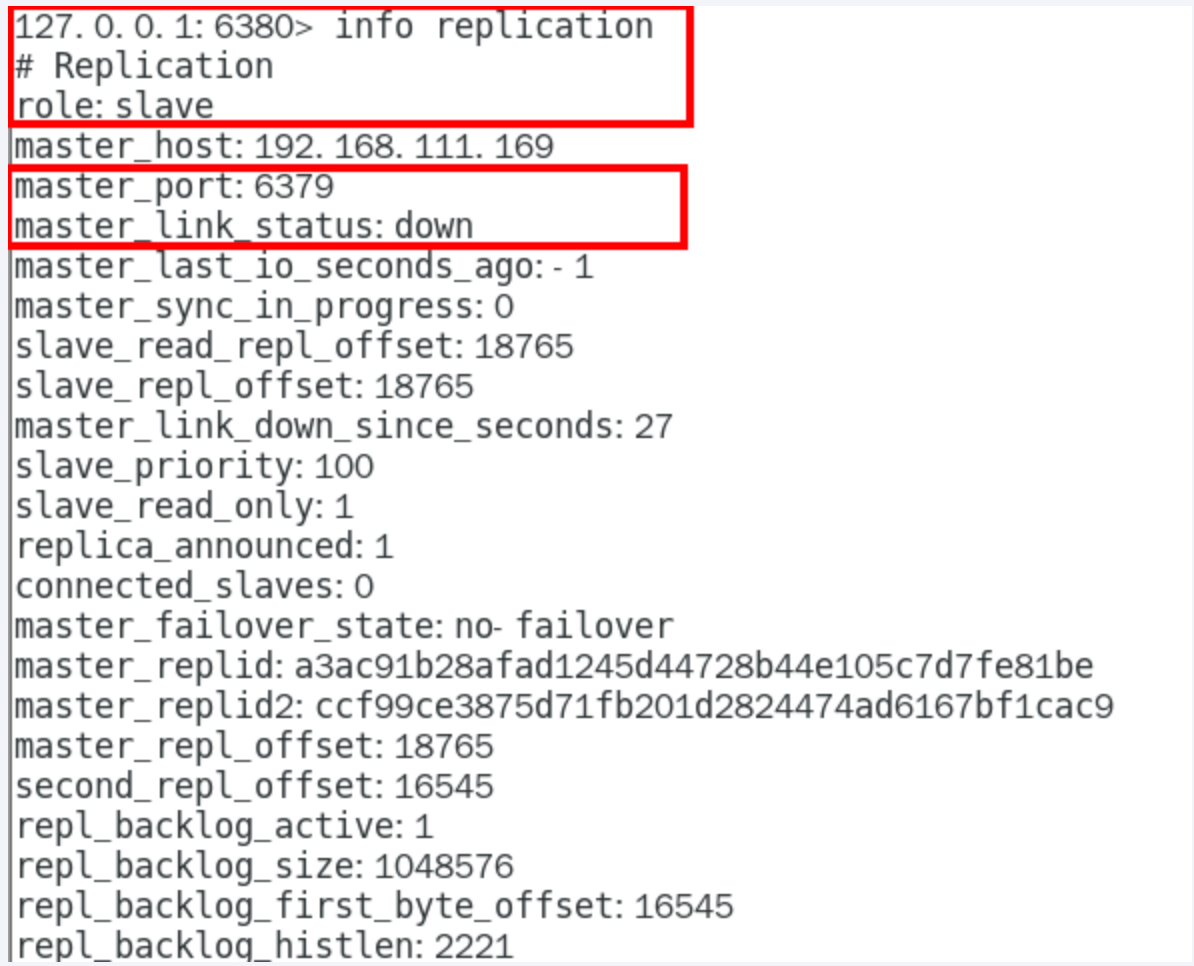 127. 0. 0. 1: 6380> info replication
# Replication
role: slave
master_host: 192. 168. 111. 169
master_port: 6379
master_link_status: down
master_last_io_seconds_ago: - 1
master_sync_in_progress: 0
slave_read_repl_offset: 18765
slave_repl_offset: 18765
master_link_down_since_seconds: 27
slave_priority: 100
slave_read_only: 1
replica_announced: 1
connected_slaves: 0
master_failover_state: no- failover
master_replid: a3ac91b28afad1245d44728b44e105c7d7fe81be
master_replid2: ccf99ce3875d71fb201d2824474ad6167bf1cac9
master_repl_offset: 18765
second_repl_offset: 16545
repl_backlog_active: 1
repl_backlog_size: 1048576
repl_backlog_first_byte_offset: 16545
repl_backlog_histlen: 2221